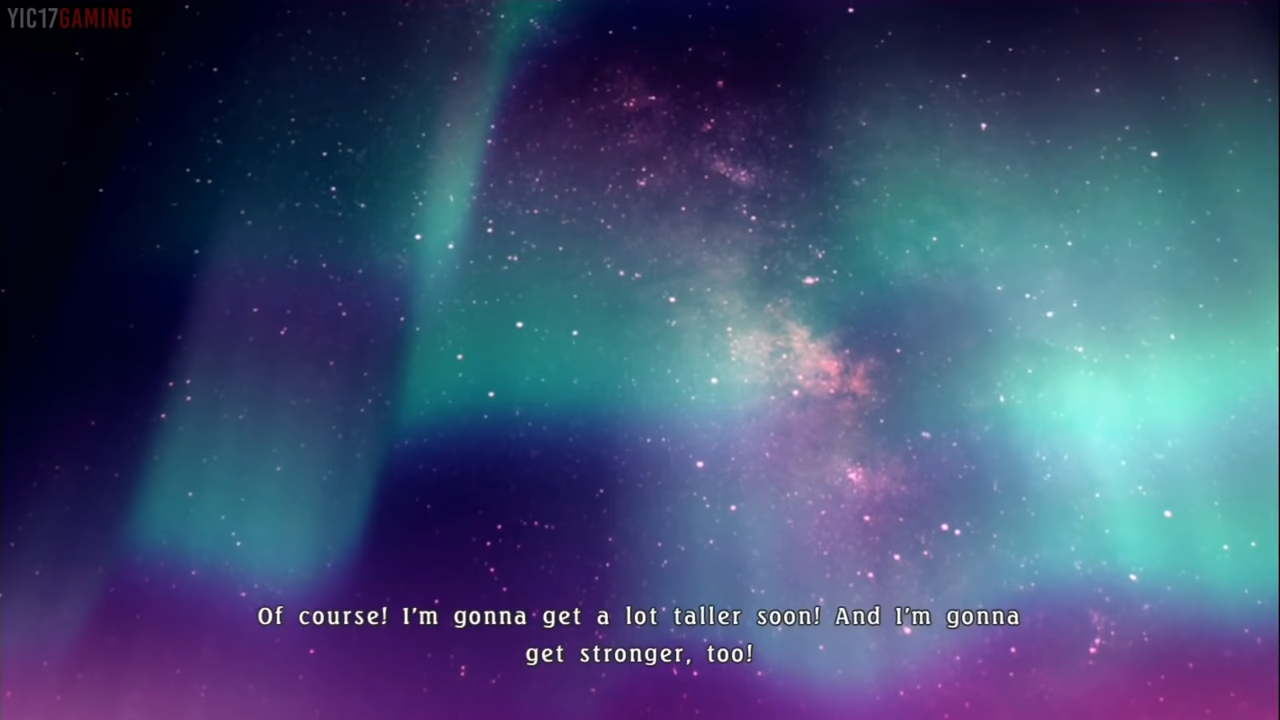 YIC17GAMING
Of course! I'm gonna get a lot taller soon! And I'm gonna
get stronger, too!